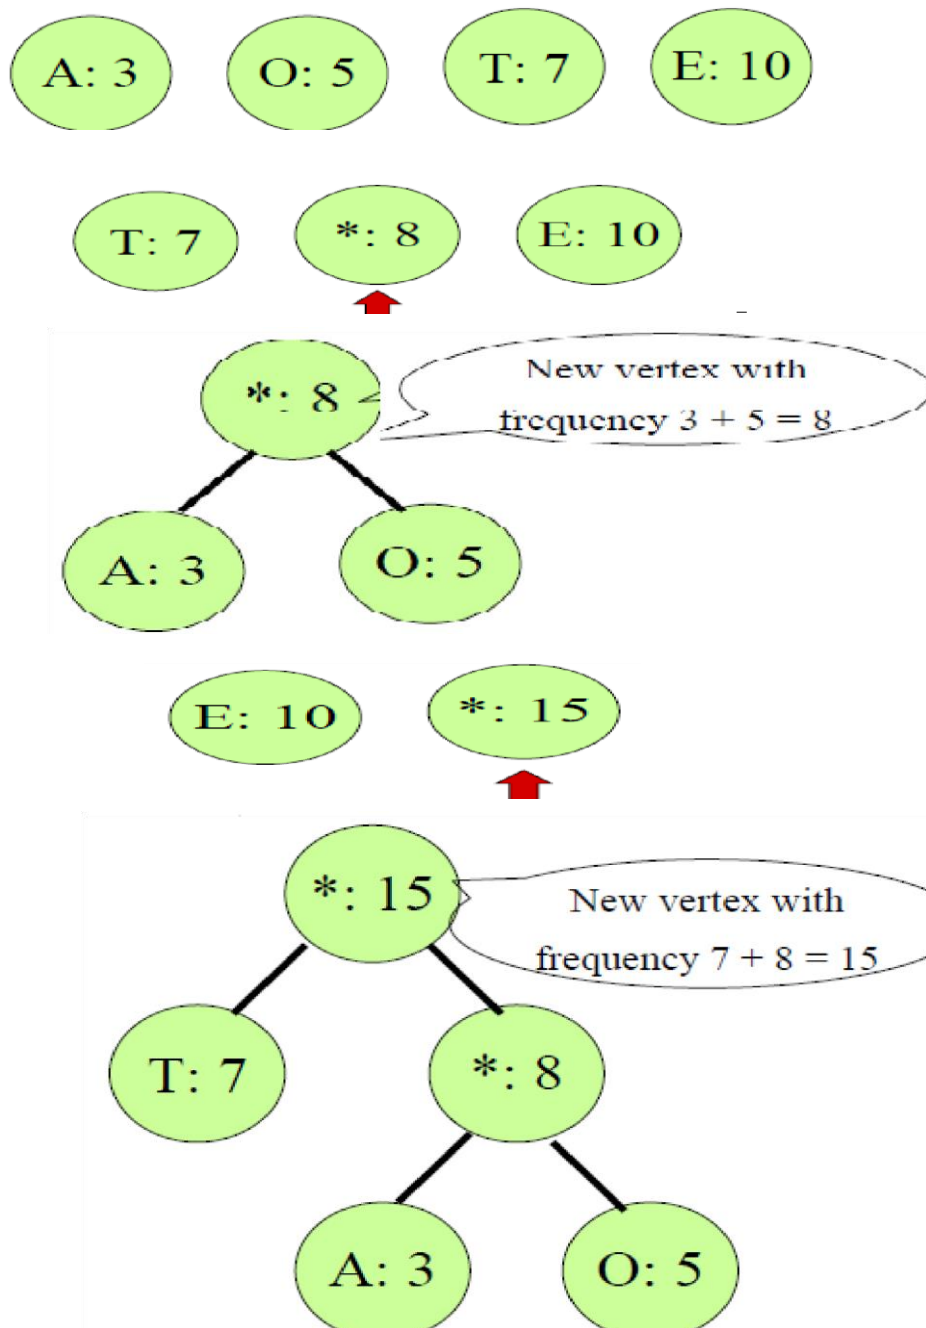 A: 3 O: 5 T: 7 E: 10
T: 7 *: 8 E: 10
*: 8
New vertex with
frequency 3 + 5 = 8
A: 3 O: 5
E: 10 *: 15
*: 15
New vertex with
frequency 7 + 8 = 15
T: 7 *: 8
A: 3 O: 5